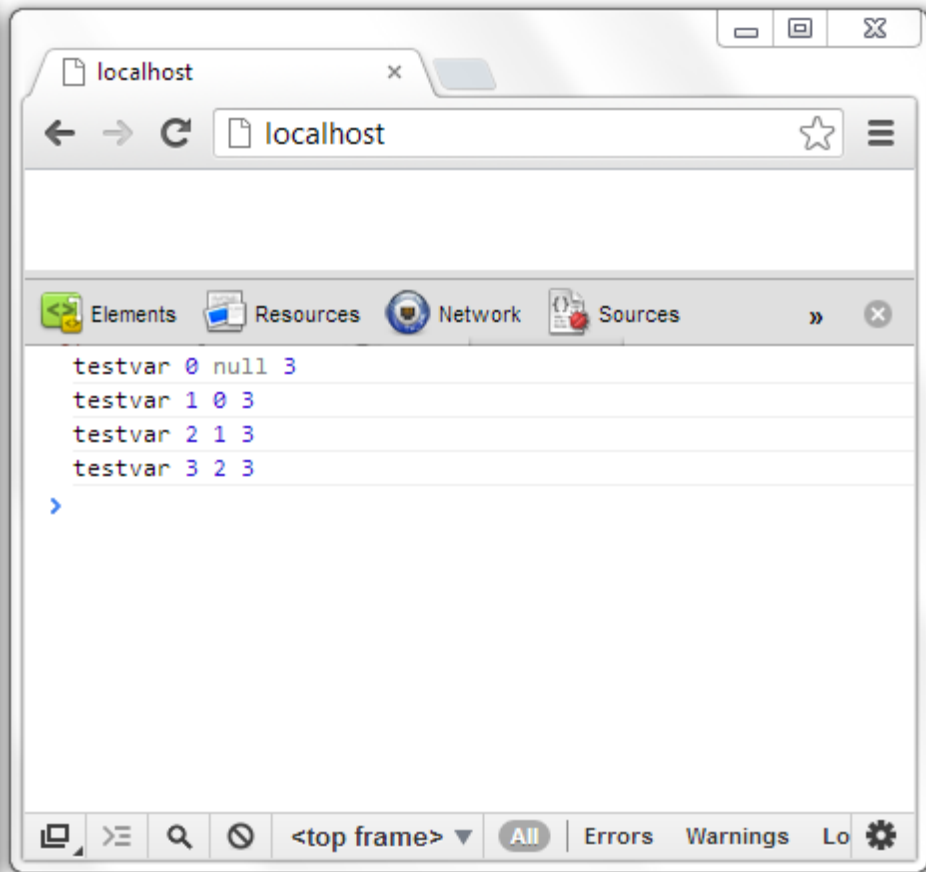 localhost
localhost
Elements Resources Network Sources »
testvar 0 null 3
testvar 1 0 3
testvar 2 1 3
testvar 3 2 3
<top frame> All Errors Warnings Lo